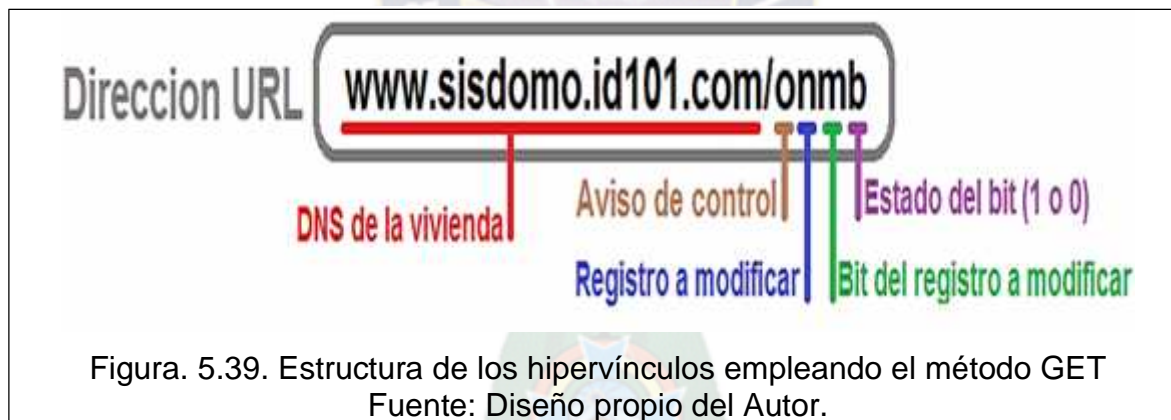 Direccion URL www.sisdomo.id101.com/onmb
DNS de la vivienda
Aviso de control
Estado del bit (1 o 0)
Registro a modificar
Bit del registro a modificar
Figura. 5.39. Estructura de los hipervínculos empleando el método GET
Fuente: Diseño propio del Autor.